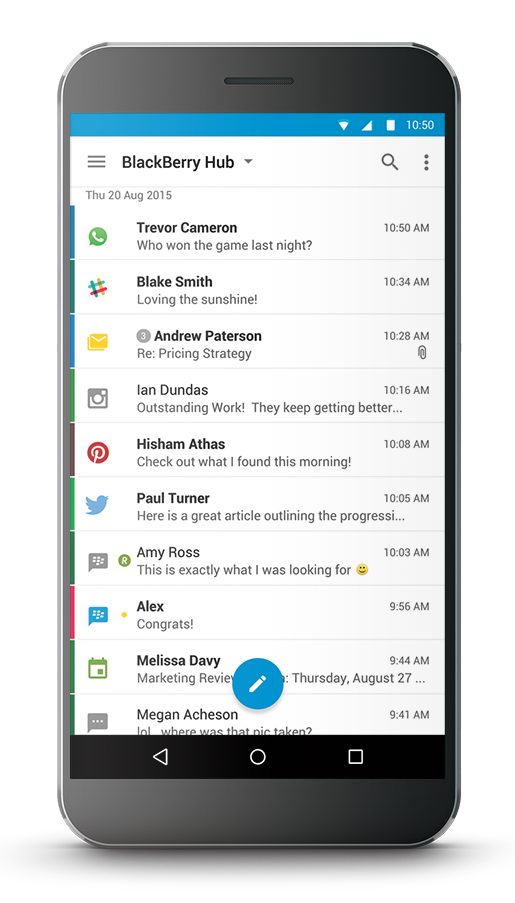 10:50
BlackBerry Hub
Thu 20 Aug 2015
Trevor Cameron 10:50 AM
Who won the game last night?
Blake Smith 10:34 AM
Loving the sunshine!
3 Andrew Paterson 10:28 AM
Re: Pricing Strategy
Ian Dundas 10:16 AM
Outstanding Work! They keep getting better...
Hisham Athas 10:08 AM
Check out what I found this morning!
Paul Turner 10:05 AM
Here is a great article outlining the progressi...
R Amy Ross 10:03 AM
This is exactly what I was looking for 😀
Alex 9:56 AM
Congrats!
Melissa Davy 9:44 AM
Marketing Review : Thursday, August 27 ...
Megan Acheson 9:41 AM
lol where was that pic taken?